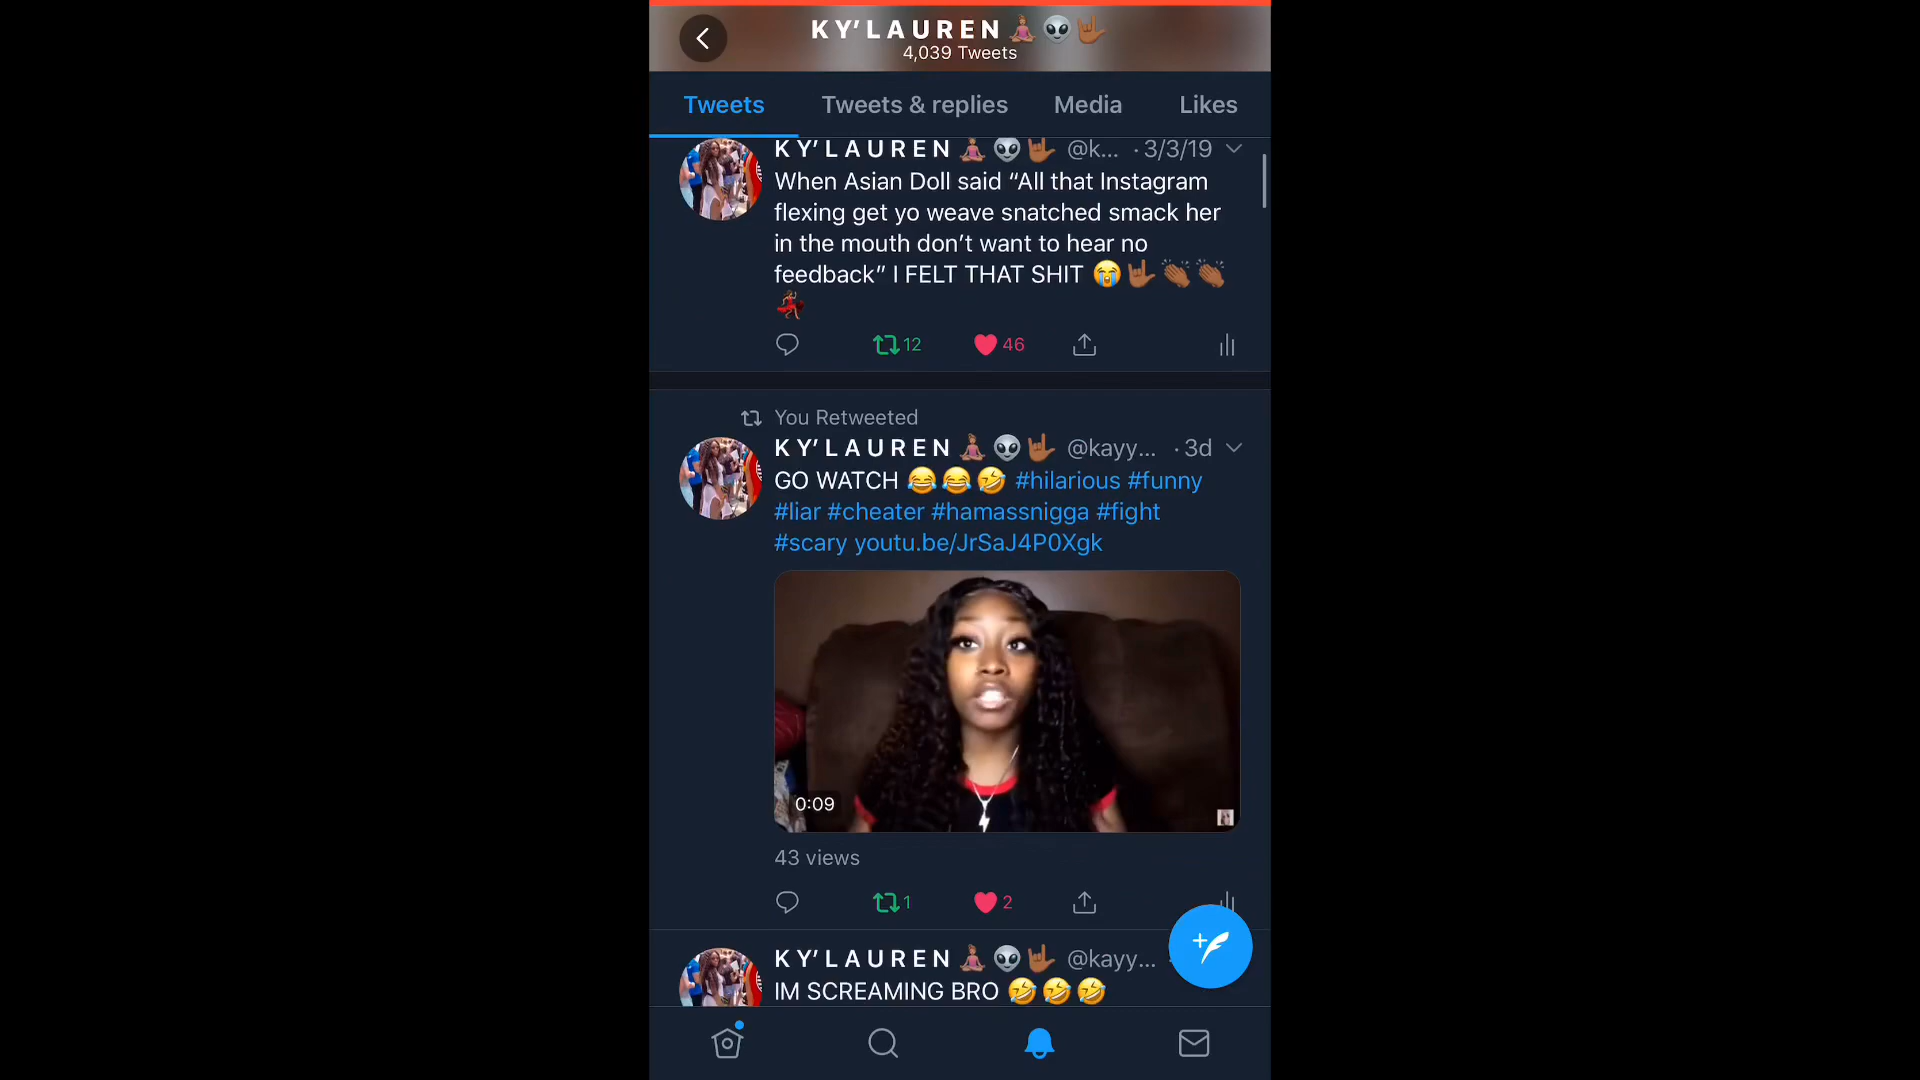 KY’LAUREN🧘🏽‍♀️👽🤟🏾
4,039 Tweets
Tweets Tweets & replies Media Likes
KY’LAUREN🧘🏽‍♀️👽🤟🏾 @k... · 3/3/19
When Asian Doll said “All that Instagram
flexing get yo weave snatched smack her
in the mouth don’t want to hear no
feedback” I FELT THAT SHIT 😭🤟🏾👏🏾👏🏾
💃🏾
12 46
You Retweeted
KY’LAUREN🧘🏽‍♀️👽🤟🏾 @kayy... · 3d
GO WATCH 😂😂🤣 #hilarious #funny
#liar #cheater #hamassnigga #fight
#scary youtu.be/JrSaJ4P0Xgk
0:09
43 views
1 2
KY’LAUREN🧘🏽‍♀️👽🤟🏾 @kayy...
IM SCREAMING BRO 🤣🤣🤣